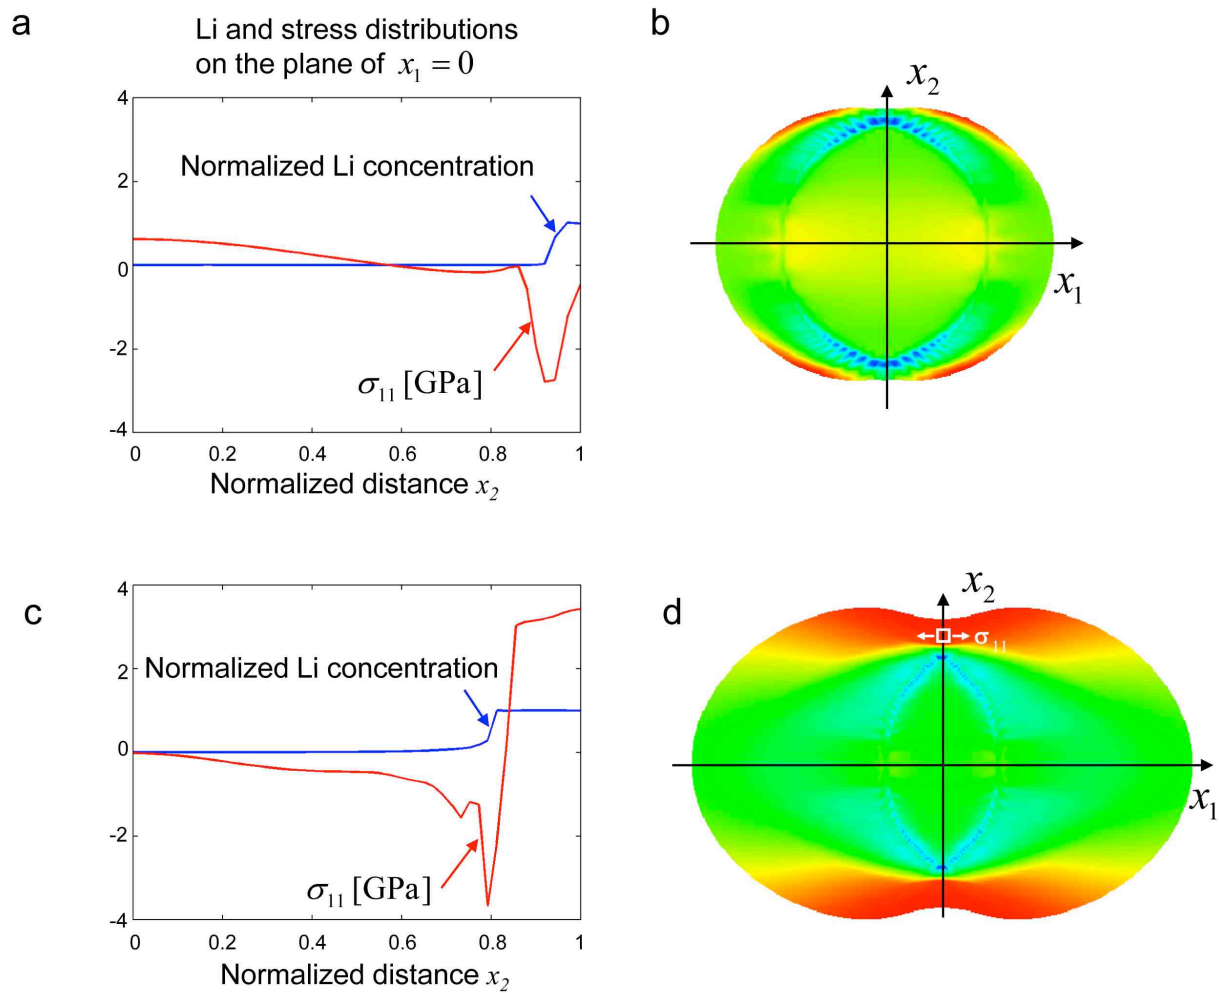 a
Li and stress distributions
on the plane of x₁ = 0
4
2
0
-2
-4
Normalized Li concentration
σ₁₁ [GPa]
0 0.2 0.4 0.6 0.8 1
Normalized distance x₂
b
x₂
x₁
c
4
2
0
-2
-4
Normalized Li concentration
σ₁₁ [GPa]
0 0.2 0.4 0.6 0.8 1
Normalized distance x₂
d
x₂
σ₁₁
x₁